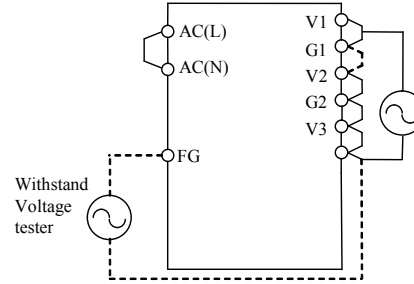 V1
AC(L)
G1
AC(N)
V2
G2
V3
FG
Withstand
Voltage
tester